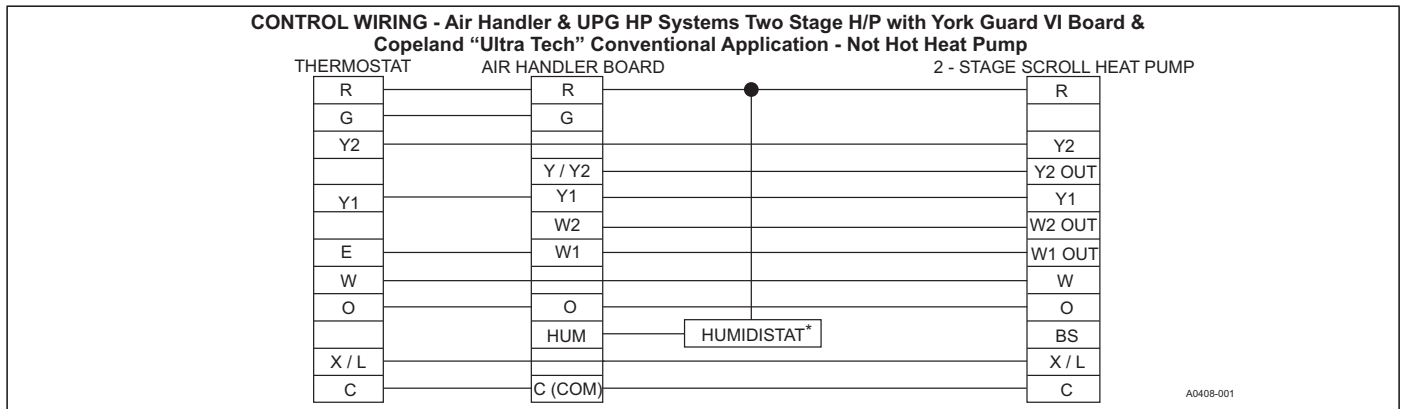 CONTROL WIRING - Air Handler & UPG HP Systems Two Stage H/P with York Guard VI Board &
Copeland “Ultra Tech” Conventional Application - Not Hot Heat Pump
THERMOSTAT AIR HANDLER BOARD 2 - STAGE SCROLL HEAT PUMP
R R R
G G
Y2 Y2
Y / Y2 Y2 OUT
Y1 Y1 Y1
W2 W2 OUT
E W1 W1 OUT
W W
O O O
HUM HUMIDISTAT* BS
X / L X / L
C C (COM) C
A0408-001